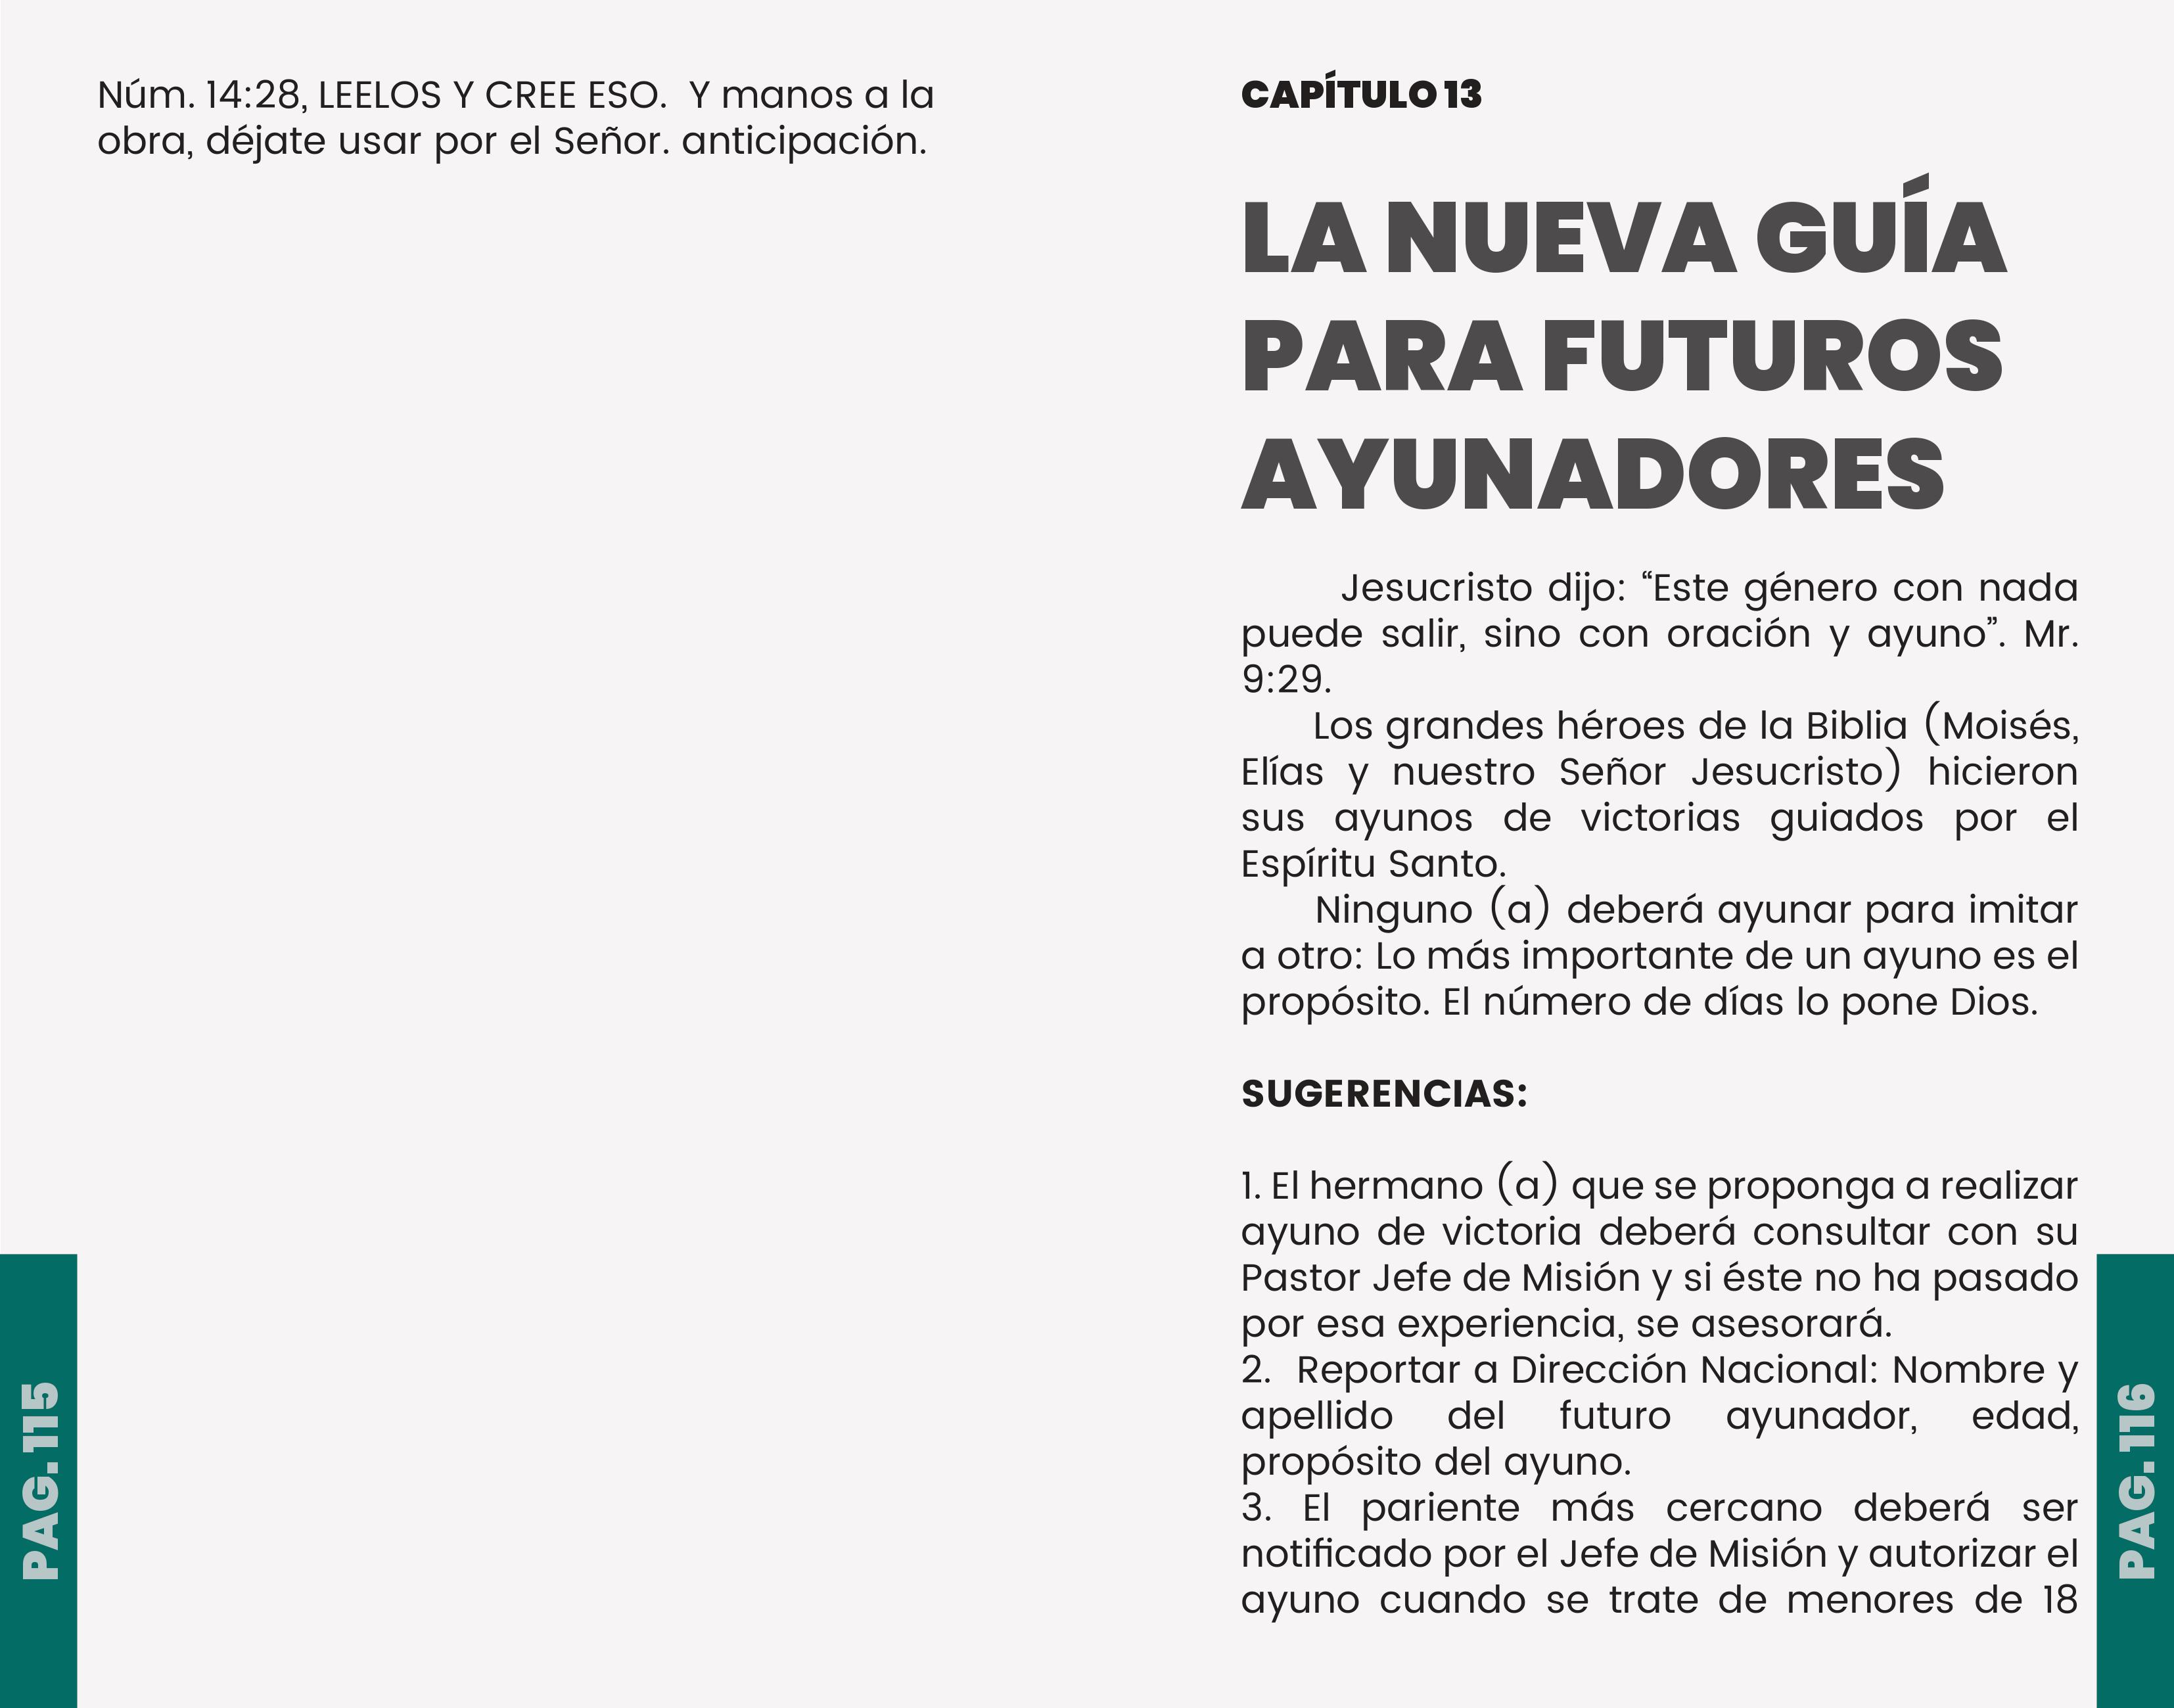 Núm. 14:28, LEELOS Y CREE ESO.  Y manos a la
obra, déjate usar por el Señor. anticipación.
PAG. 115
CAPÍTULO 13
LA NUEVA GUÍA
PARA FUTUROS
AYUNADORES
Jesucristo dijo: “Este género con nada
puede salir, sino con oración y ayuno”. Mr.
9:29.
Los grandes héroes de la Biblia (Moisés,
Elías y nuestro Señor Jesucristo) hicieron
sus ayunos de victorias guiados por el
Espíritu Santo.
Ninguno (a) deberá ayunar para imitar
a otro: Lo más importante de un ayuno es el
propósito. El número de días lo pone Dios.
SUGERENCIAS:
1. El hermano (a) que se proponga a realizar
ayuno de victoria deberá consultar con su
Pastor Jefe de Misión y si éste no ha pasado
por esa experiencia, se asesorará.
2.  Reportar a Dirección Nacional: Nombre y
apellido del futuro ayunador, edad,
propósito del ayuno.
3. El pariente más cercano deberá ser
notificado por el Jefe de Misión y autorizar el
ayuno cuando se trate de menores de 18
PAG. 116